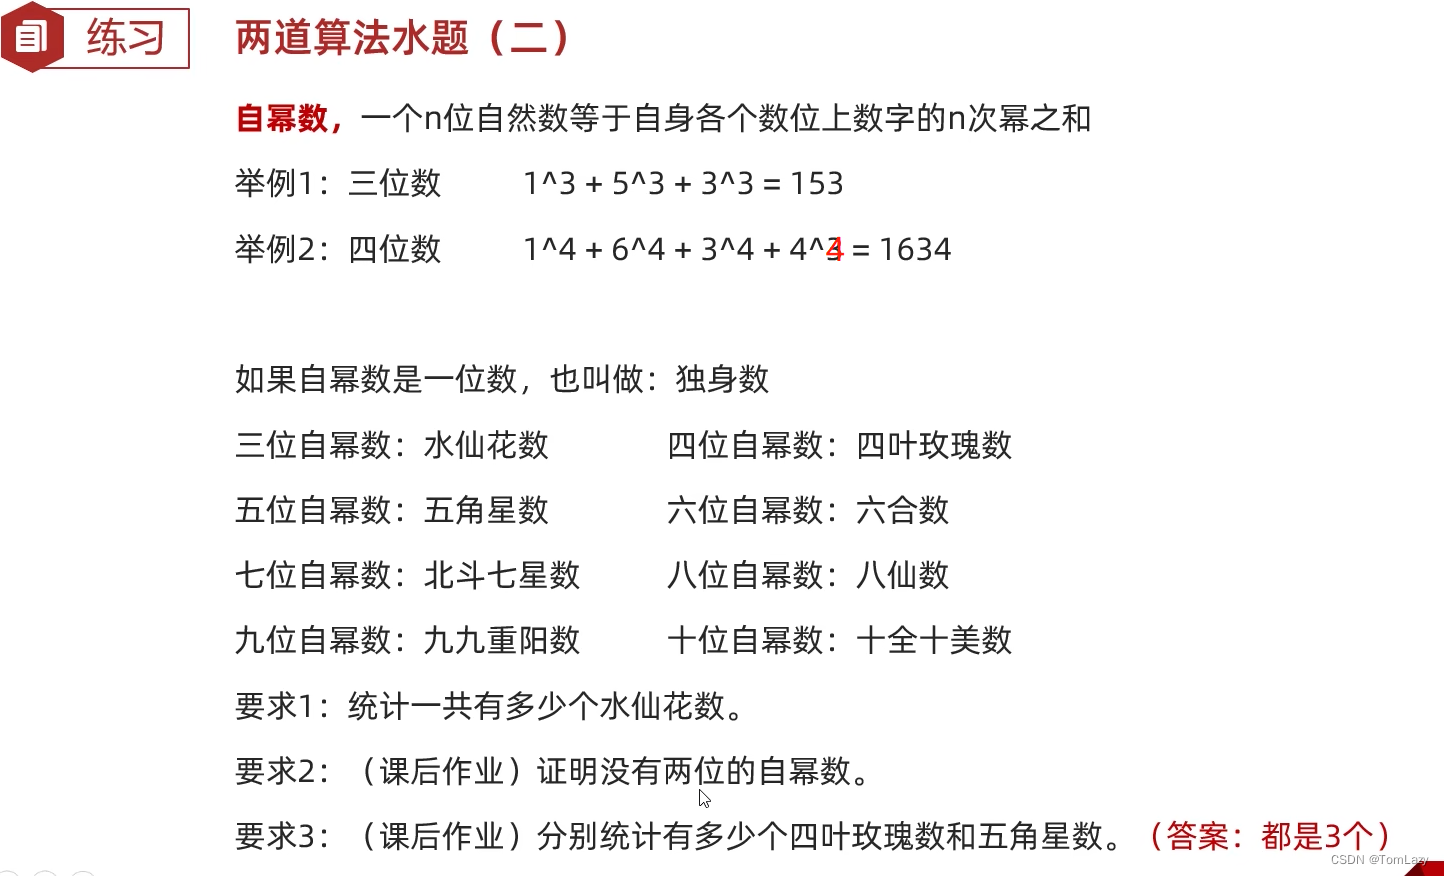 练习
两道算法水题（二）
自幂数，一个n位自然数等于自身各个数位上数字的n次幂之和
举例1：三位数 1^3 + 5^3 + 3^3 = 153
举例2：四位数 1^4 + 6^4 + 3^4 + 4^4 = 1634
如果自幂数是一位数，也叫做：独身数
三位自幂数：水仙花数 四位自幂数：四叶玫瑰数
五位自幂数：五角星数 六位自幂数：六合数
七位自幂数：北斗七星数 八位自幂数：八仙数
九位自幂数：九九重阳数 十位自幂数：十全十美数
要求1：统计一共有多少个水仙花数。
要求2：（课后作业）证明没有两位的自幂数。
要求3：（课后作业）分别统计有多少个四叶玫瑰数和五角星数。（答案：都是3个）
CSDN @TomLazy